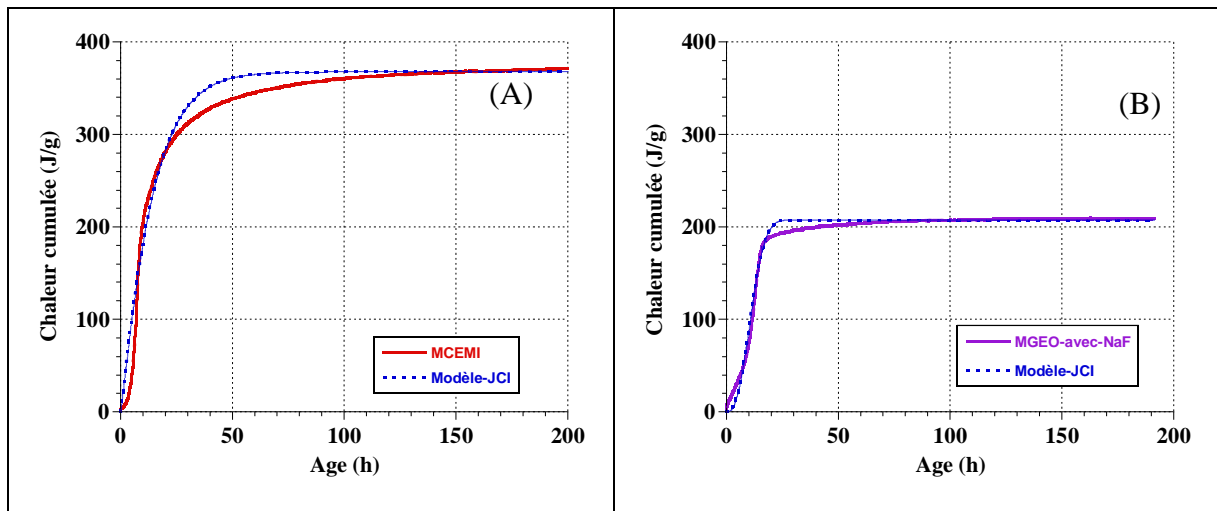 400
300
200
100
0
Chaleur cumulée (J/g)
(A)
MCEMI
Modèle-JCI
0 50 100 150 200
Age (h)
400
300
200
100
0
Chaleur cumulée (J/g)
(B)
MGEO-avec-NaF
Modèle-JCI
0 50 100 150 200
Age (h)